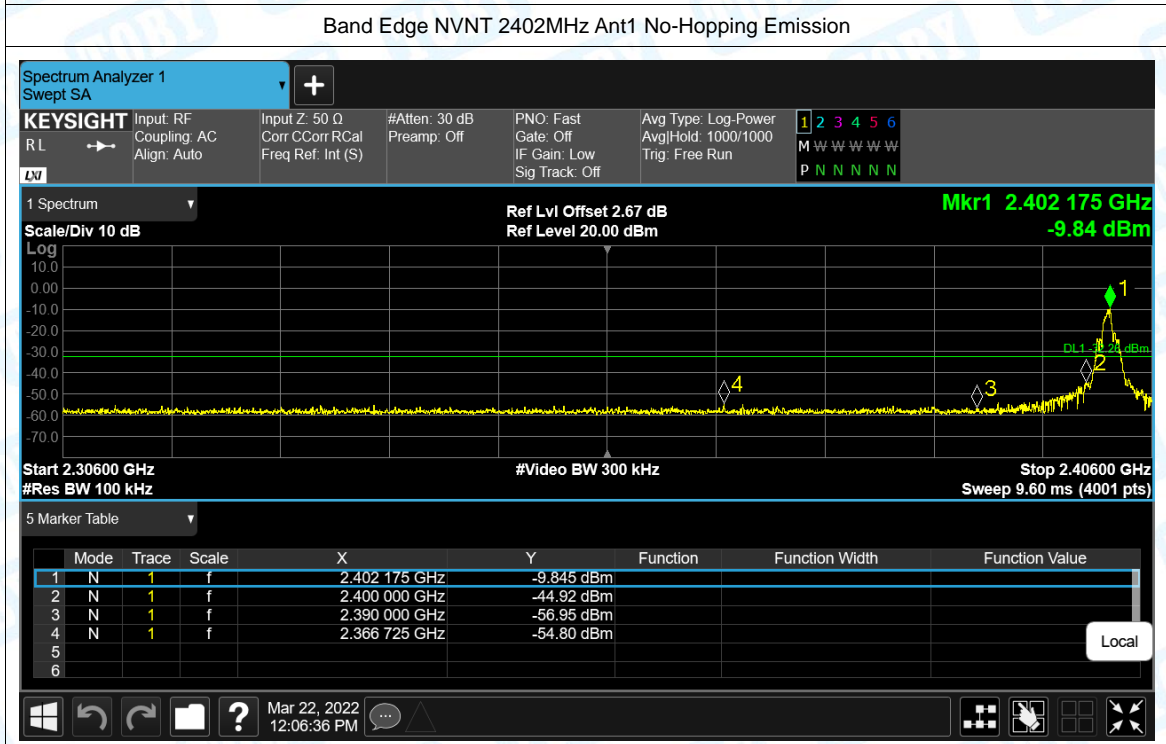 Band Edge NVNT 2402MHz Ant1 No-Hopping Emission
Spectrum Analyzer 1
Swept SA
+
KEYSIGHT
RL
LXI
Input: RF
Coupling: AC
Align: Auto
Input Z: 50 Ω
Corr CCorr RCal
Freq Ref: Int (S)
#Atten: 30 dB
Preamp: Off
PNO: Fast
Gate: Off
IF Gain: Low
Sig Track: Off
Avg Type: Log-Power
Avg|Hold: 1000/1000
Trig: Free Run
1 2 3 4 5 6
M W W W W W
P N N N N N
1 Spectrum
Scale/Div 10 dB
Ref Lvl Offset 2.67 dB
Ref Level 20.00 dBm
Mkr1 2.402 175 GHz
-9.84 dBm
Log
10.0
0.00
-10.0
-20.0
-30.0
-40.0
-50.0
-60.0
-70.0
1
DL1 dBm
2
4
3
Start 2.30600 GHz
#Res BW 100 kHz
#Video BW 300 kHz
Stop 2.40600 GHz
Sweep 9.60 ms (4001 pts)
5 Marker Table
Mode Trace Scale X Y Function Function Width Function Value
1 N 1 f 2.402 175 GHz -9.845 dBm
2 N 1 f 2.400 000 GHz -44.92 dBm
3 N 1 f 2.390 000 GHz -56.95 dBm
4 N 1 f 2.366 725 GHz -54.80 dBm
5
6
Local
?
Mar 22, 2022
12:06:36 PM